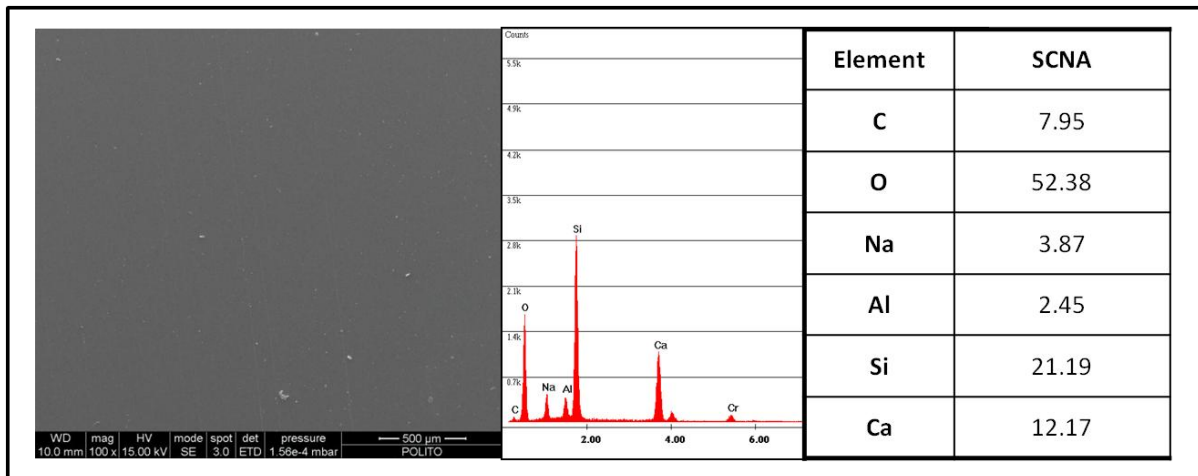 WD mag HV mode spot det pressure 500 µm
10.0 mm 100 x 15.00 kV SE 3.0 ETD 1.56e-4 mbar POLITO
Counts
5.5k
4.9k
4.2k
3.5k
2.8k
2.1k
1.4k
0.7k
C
O
Na
Al
Si
Ca
Cr
2.00 4.00 6.00
Element SCNA
C 7.95
O 52.38
Na 3.87
Al 2.45
Si 21.19
Ca 12.17